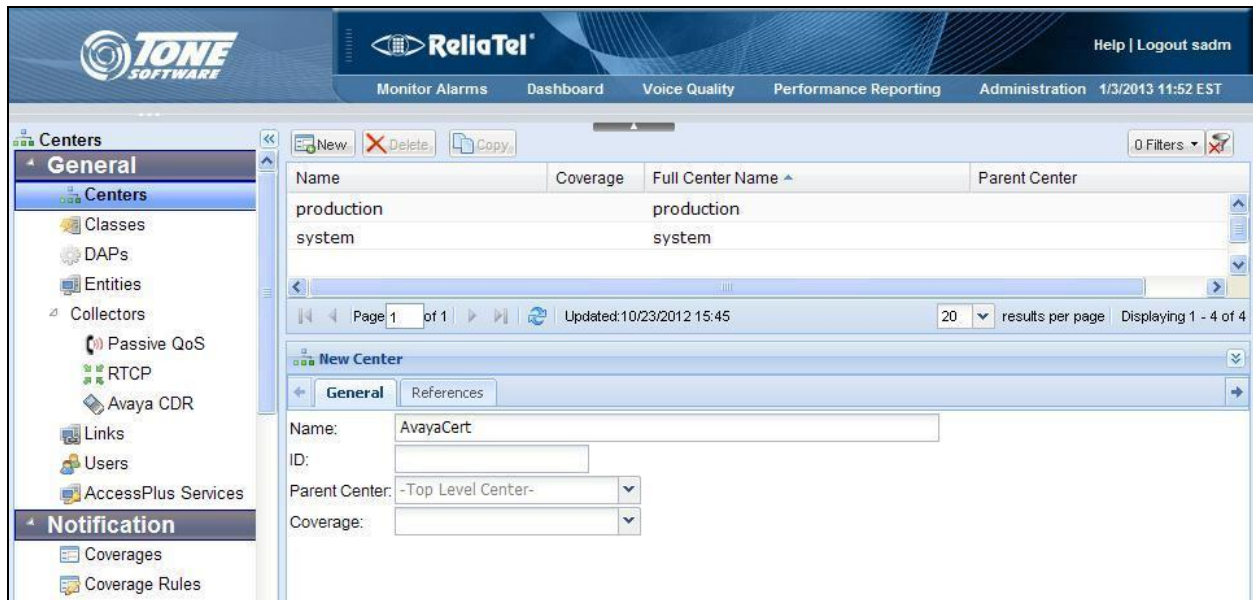 TONE SOFTWARE
ReliaTel
Help | Logout sadm
Monitor Alarms Dashboard Voice Quality Performance Reporting Administration 1/3/2013 11:52 EST
Centers
General
Centers
Classes
DAPs
Entities
Collectors
Passive QoS
RTCP
Avaya CDR
Links
Users
AccessPlus Services
Notification
Coverages
Coverage Rules
New Delete Copy 0 Filters
Name Coverage Full Center Name Parent Center
production production
system system
Page 1 of 1 Updated:10/23/2012 15:45 20 results per page Displaying 1 - 4 of 4
New Center
General References
Name: AvayaCert
ID:
Parent Center: -Top Level Center-
Coverage: